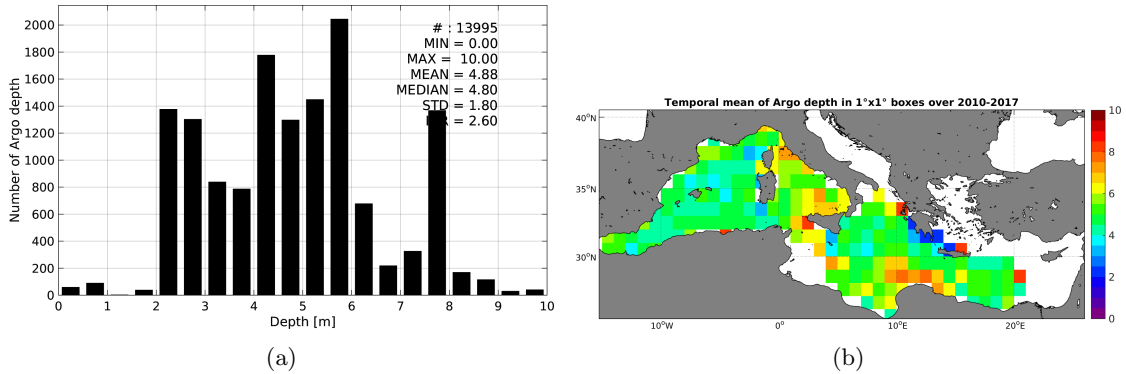 Number of Argo depth
2000
1800
1600
1400
1200
1000
800
600
400
200
0
0 1 2 3 4 5 6 7 8 9 10
Depth [m]
# : 13995
MIN = 0.00
MAX = 10.00
MEAN = 4.88
MEDIAN = 4.80
STD = 1.80
= 2.60
(a)
Temporal mean of Argo depth in 1°x1° boxes over 2010-2017
40°N
35°N
30°N
10°W 0° 10°E 20°E
10
8
6
4
2
0
(b)